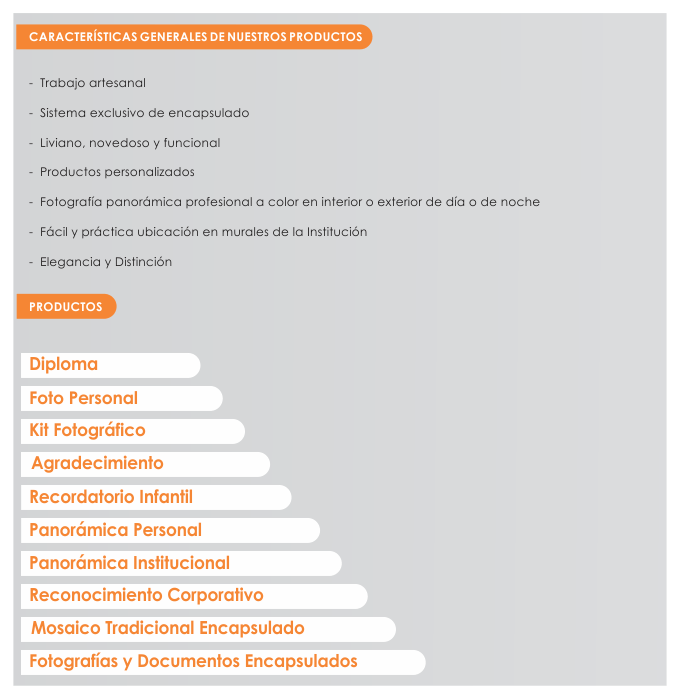 CARACTERÍSTICAS GENERALES DE NUESTROS PRODUCTOS
- Trabajo artesanal
- Sistema exclusivo de encapsulado
- Liviano, novedoso y funcional
- Productos personalizados
- Fotografía panorámica profesional a color en interior o exterior de día o de noche
- Fácil y práctica ubicación en murales de la Institución
- Elegancia y Distinción
PRODUCTOS
Diploma
Foto Personal
Kit Fotográfico
Agradecimiento
Recordatorio Infantil
Panorámica Personal
Panorámica Institucional
Reconocimiento Corporativo
Mosaico Tradicional Encapsulado
Fotografías y Documentos Encapsulados